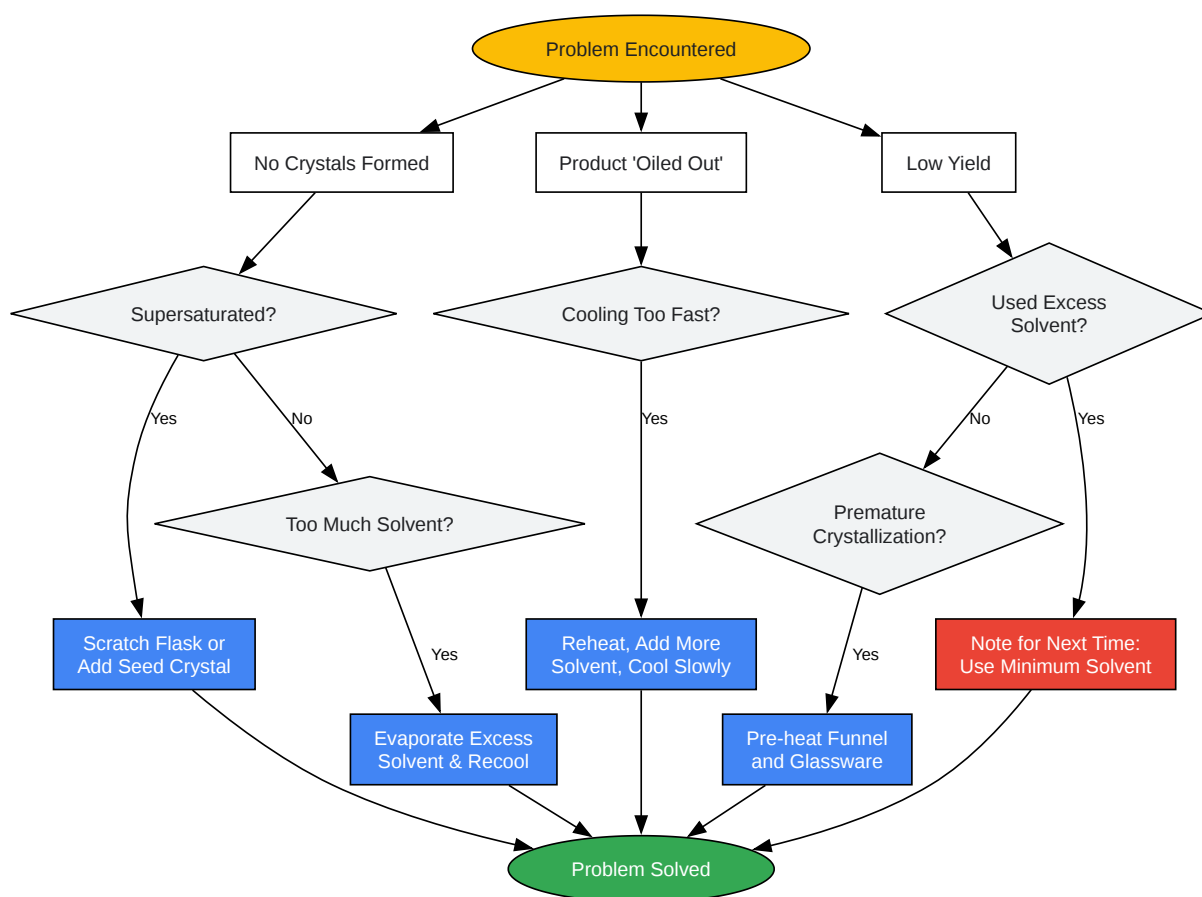 Problem Encountered
No Crystals Formed
Product 'Oiled Out'
Low Yield
Supersaturated?
Cooling Too Fast?
Used Excess
Solvent?
Yes
No
Yes
No
Yes
Too Much Solvent?
Premature
Crystallization?
Scratch Flask or
Add Seed Crystal
Yes
Reheat, Add More
Solvent, Cool Slowly
Yes
Note for Next Time:
Use Minimum Solvent
Evaporate Excess
Solvent & Recool
Pre-heat Funnel
and Glassware
Problem Solved